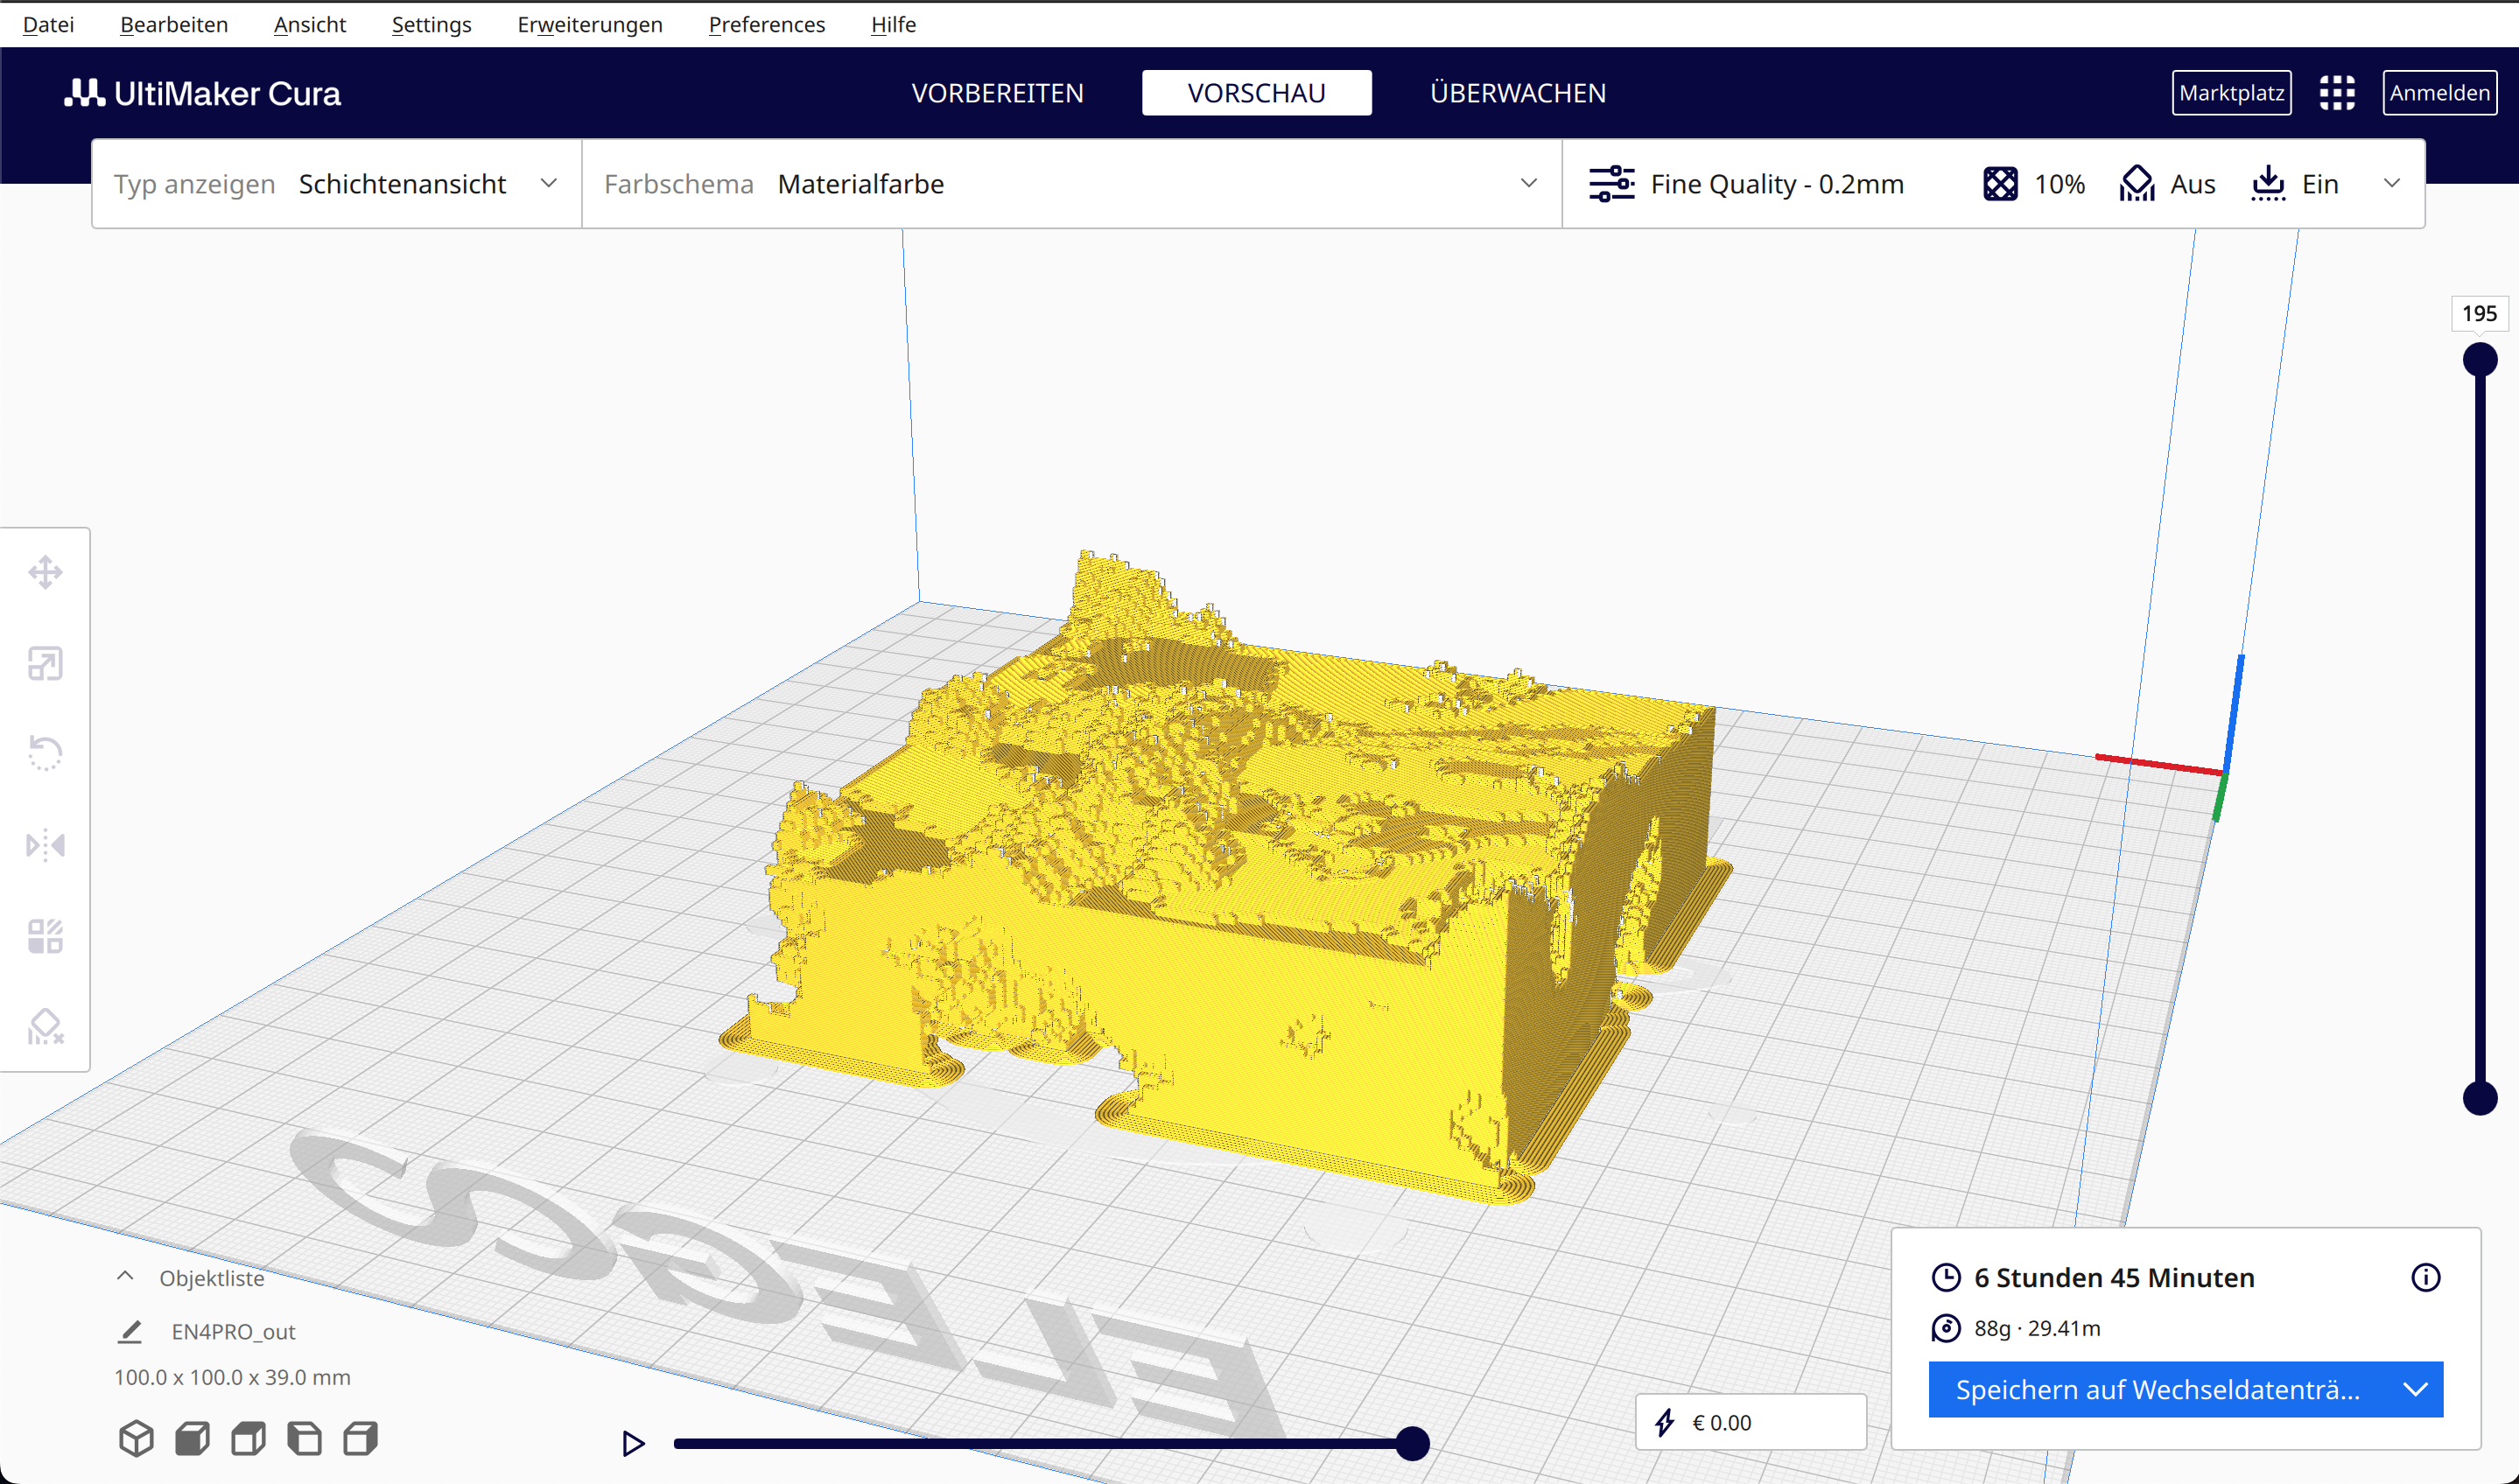 Datei Bearbeiten Ansicht Settings Erweiterungen Preferences Hilfe
UltiMaker Cura VORBEREITEN VORSCHAU ÜBERWACHEN Marktplatz Anmelden
Typ anzeigen Schichtenansicht Farbschema Materialfarbe Fine Quality - 0.2mm 10% Aus Ein
195
ELEGOO
Objektliste
EN4PRO_out
100.0 x 100.0 x 39.0 mm
6 Stunden 45 Minuten
88g · 29.41m
Speichern auf Wechseldatenträ...
€ 0.00